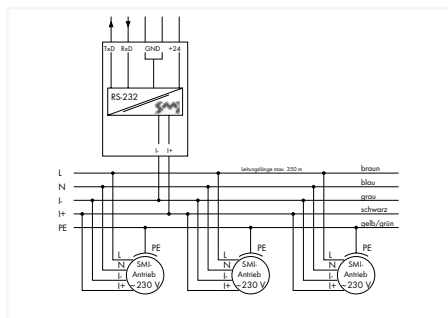 TxD RxD GND +24
RS-232
SMI
I- I+
Leitungslänge max. 350 m
L braun
N blau
I- grau
I+ schwarz
PE gelb/grün
PE PE PE
L L L
N N N
I- I- I-
I+ I+ I+
SMI- SMI- SMI-
Antrieb Antrieb Antrieb
~230 V ~230 V ~230 V